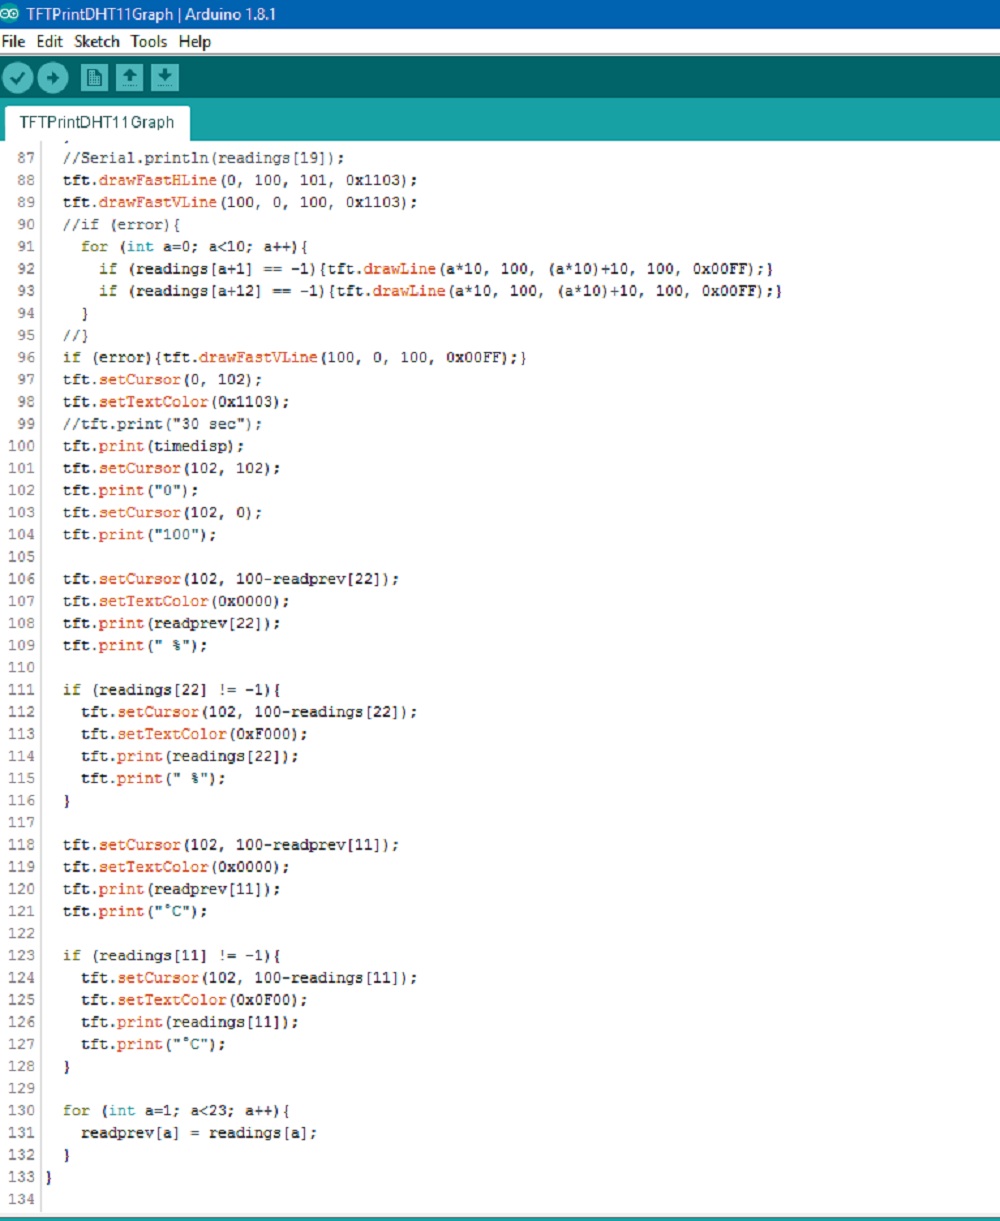 TFTPrintDHT11Graph | Arduino 1.8.1
File Edit Sketch Tools Help
TFTPrintDHT11Graph
87 //Serial.println(readings[19]);
88 tft.drawFastHLine(0, 100, 101, 0x1103);
89 tft.drawFastVLine(100, 0, 100, 0x1103);
90 //if (error){
91 for (int a=0; a<10; a++){
92 if (readings[a+1] == -1){tft.drawLine(a*10, 100, (a*10)+10, 100, 0x00FF);}
93 if (readings[a+12] == -1){tft.drawLine(a*10, 100, (a*10)+10, 100, 0x00FF);}
94 }
95 //}
96 if (error){tft.drawFastVLine(100, 0, 100, 0x00FF);}
97 tft.setCursor(0, 102);
98 tft.setTextColor(0x1103);
99 //tft.print("30 sec");
100 tft.print(timedisp);
101 tft.setCursor(102, 102);
102 tft.print("0");
103 tft.setCursor(102, 0);
104 tft.print("100");
105
106 tft.setCursor(102, 100-readprev[22]);
107 tft.setTextColor(0x0000);
108 tft.print(readprev[22]);
109 tft.print(" %");
110
111 if (readings[22] != -1){
112 tft.setCursor(102, 100-readings[22]);
113 tft.setTextColor(0xF000);
114 tft.print(readings[22]);
115 tft.print(" %");
116 }
117
118 tft.setCursor(102, 100-readprev[11]);
119 tft.setTextColor(0x0000);
120 tft.print(readprev[11]);
121 tft.print("°C");
122
123 if (readings[11] != -1){
124 tft.setCursor(102, 100-readings[11]);
125 tft.setTextColor(0x0F00);
126 tft.print(readings[11]);
127 tft.print("°C");
128 }
129
130 for (int a=1; a<23; a++){
131 readprev[a] = readings[a];
132 }
133 }
134